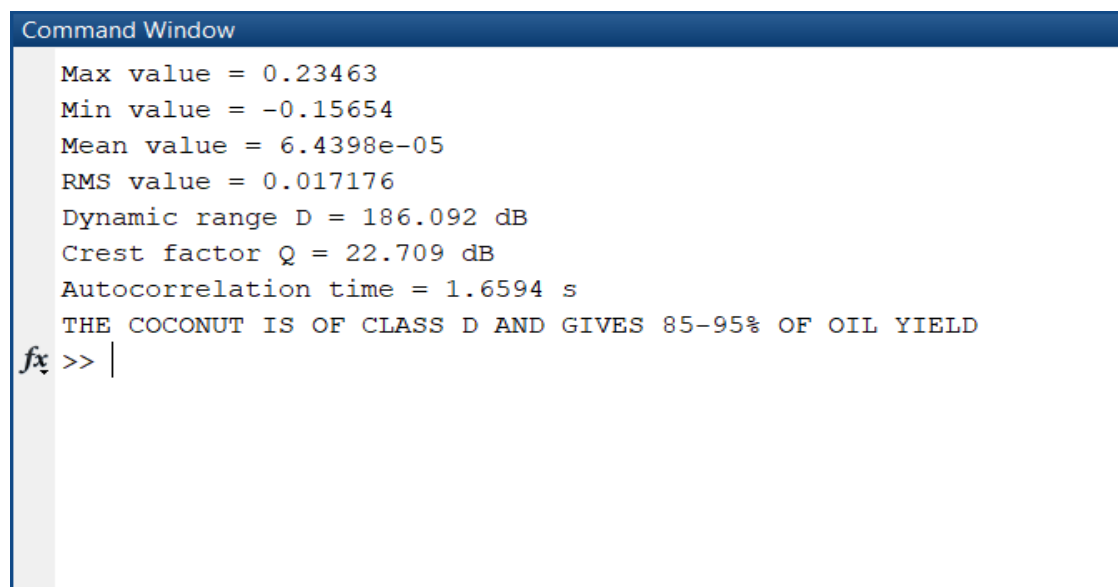 Command Window
Max value = 0.23463
Min value = -0.15654
Mean value = 6.4398e-05
RMS value = 0.017176
Dynamic range D = 186.092 dB
Crest factor Q = 22.709 dB
Autocorrelation time = 1.6594 s
THE COCONUT IS OF CLASS D AND GIVES 85-95% OF OIL YIELD
fx >>